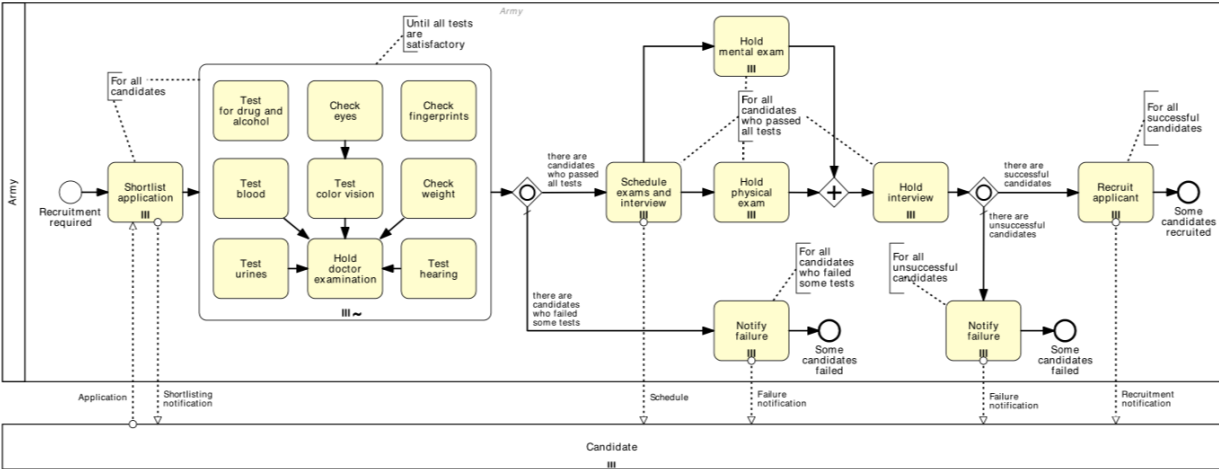 Army
Army
Until all tests
are
satisfactory
For all
candidates
Test
for drug and
alcohol
Check
eyes
Check
fingerprints
Test
blood
Test
color vision
Check
weight
Test
urines
Hold
doctor
examination
Test
hearing
Recruitment
required
Shortlist
application
there are
candidates
who passed
all tests
there are
candidates
who failed
some tests
Hold
mental exam
For all
candidates
who passed
all tests
Schedule
exams and
interview
Hold
physical
exam
Hold
interview
For all
candidates
who failed
some tests
Notify
failure
Some
candidates
failed
there are
successful
candidates
there are
unsuccessful
candidates
For all
unsuccessful
candidates
Notify
failure
Some
candidates
failed
For all
successful
candidates
Recruit
applicant
Some
candidates
recruited
Application
Shortlisting
notification
Schedule
Failure
notification
Failure
notification
Recruitment
notification
Candidate